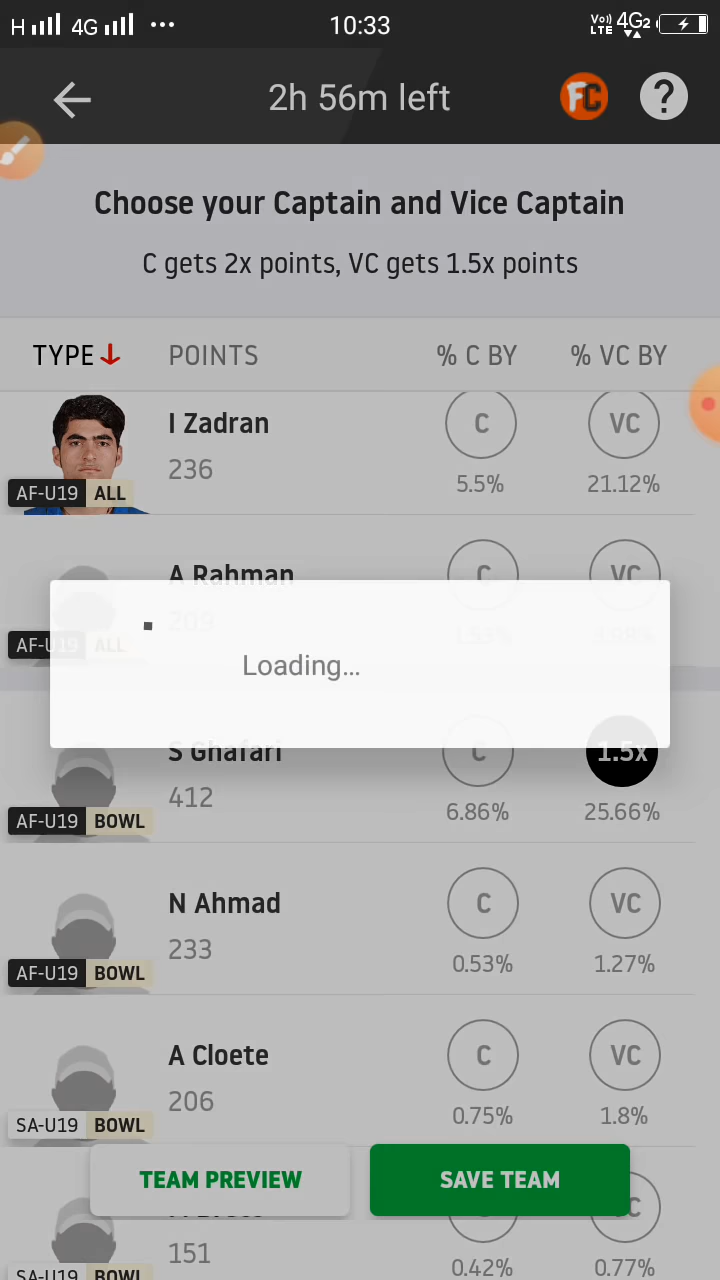 H 4G 10:33 Vo)) LTE 4G2
2h 56m left FC ?
Choose your Captain and Vice Captain
C gets 2x points, VC gets 1.5x points
TYPE POINTS % C BY % VC BY
I Zadran C VC
236
5.5% 21.12%
AF-U19 ALL
A Rahman C VC
209
AF-U19 ALL
Loading...
S Ghafari C 1.5x
412
6.86% 25.66%
AF-U19 BOWL
N Ahmad C VC
233
0.53% 1.27%
AF-U19 BOWL
A Cloete C VC
206
0.75% 1.8%
SA-U19 BOWL
TEAM PREVIEW SAVE TEAM
151
0.42% 0.77%
SA-U19 BOWL